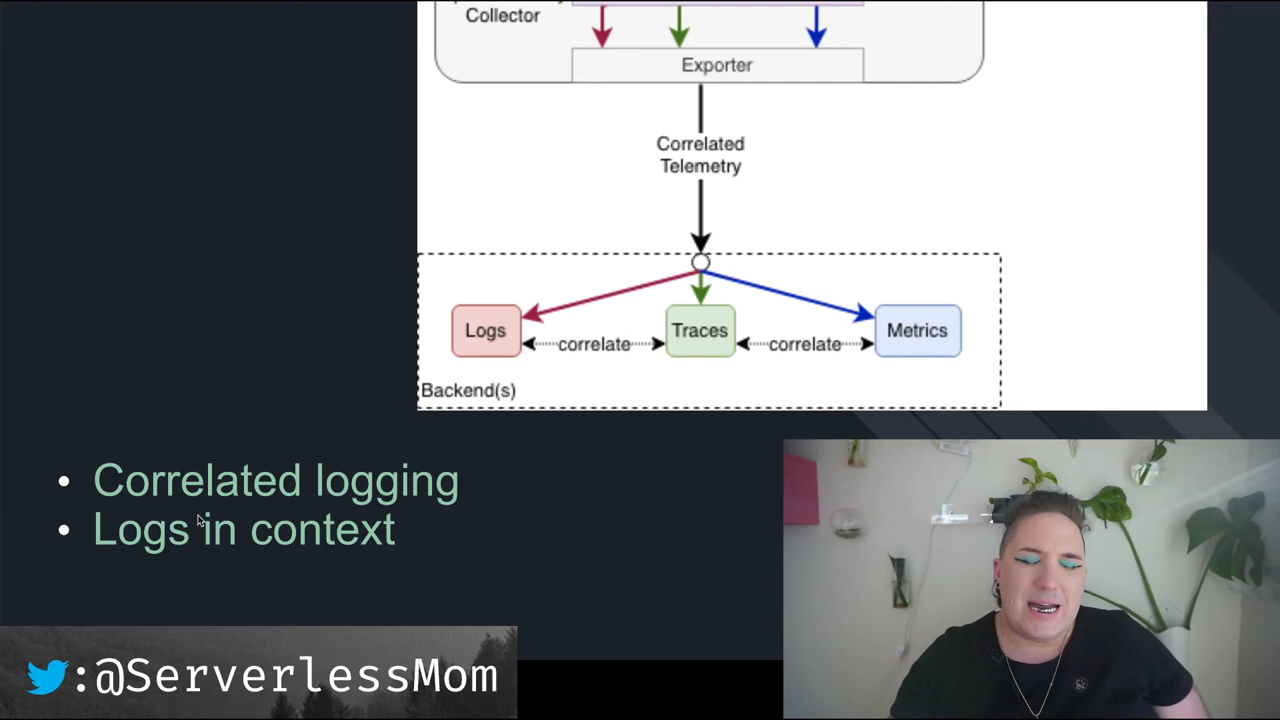 Collector
Exporter
Correlated
Telemetry
Logs
Traces
Metrics
correlate
correlate
Backend(s)
• Correlated logging
• Logs in context
:@ServerlessMom